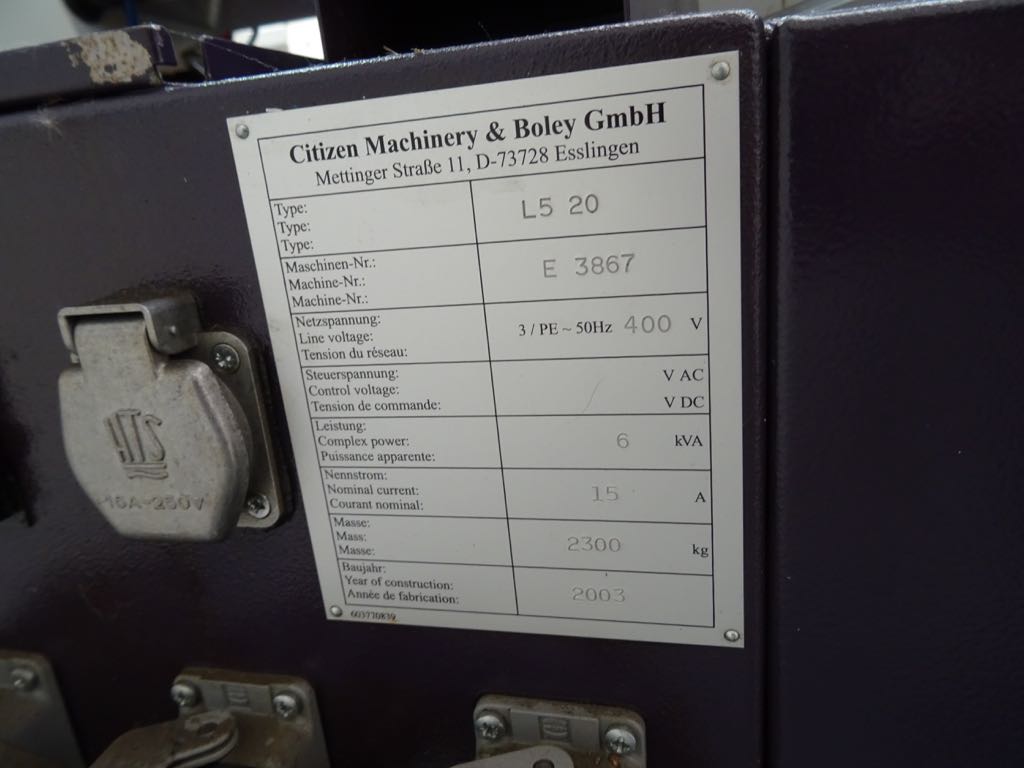 Citizen Machinery & Boley GmbH
Mettinger Straße 11, D-73728 Esslingen
Type:
Type:
Type:
L5 20
Maschinen-Nr.:
Machine-Nr.:
Machine-Nr.:
E 3867
Netzspannung:
Line voltage:
Tension du réseau:
3 / PE ~ 50Hz 400 V
Steuerspannung:
Control voltage:
Tension de commande:
V AC
V DC
Leistung:
Complex power:
Puissance apparente:
6 kVA
Nennstrom:
Nominal current:
Courant nominal:
15 A
Masse:
Mass:
Masse:
2300 kg
Baujahr:
Year of construction:
Année de fabrication:
2003
603770839
HTS
16A-250V